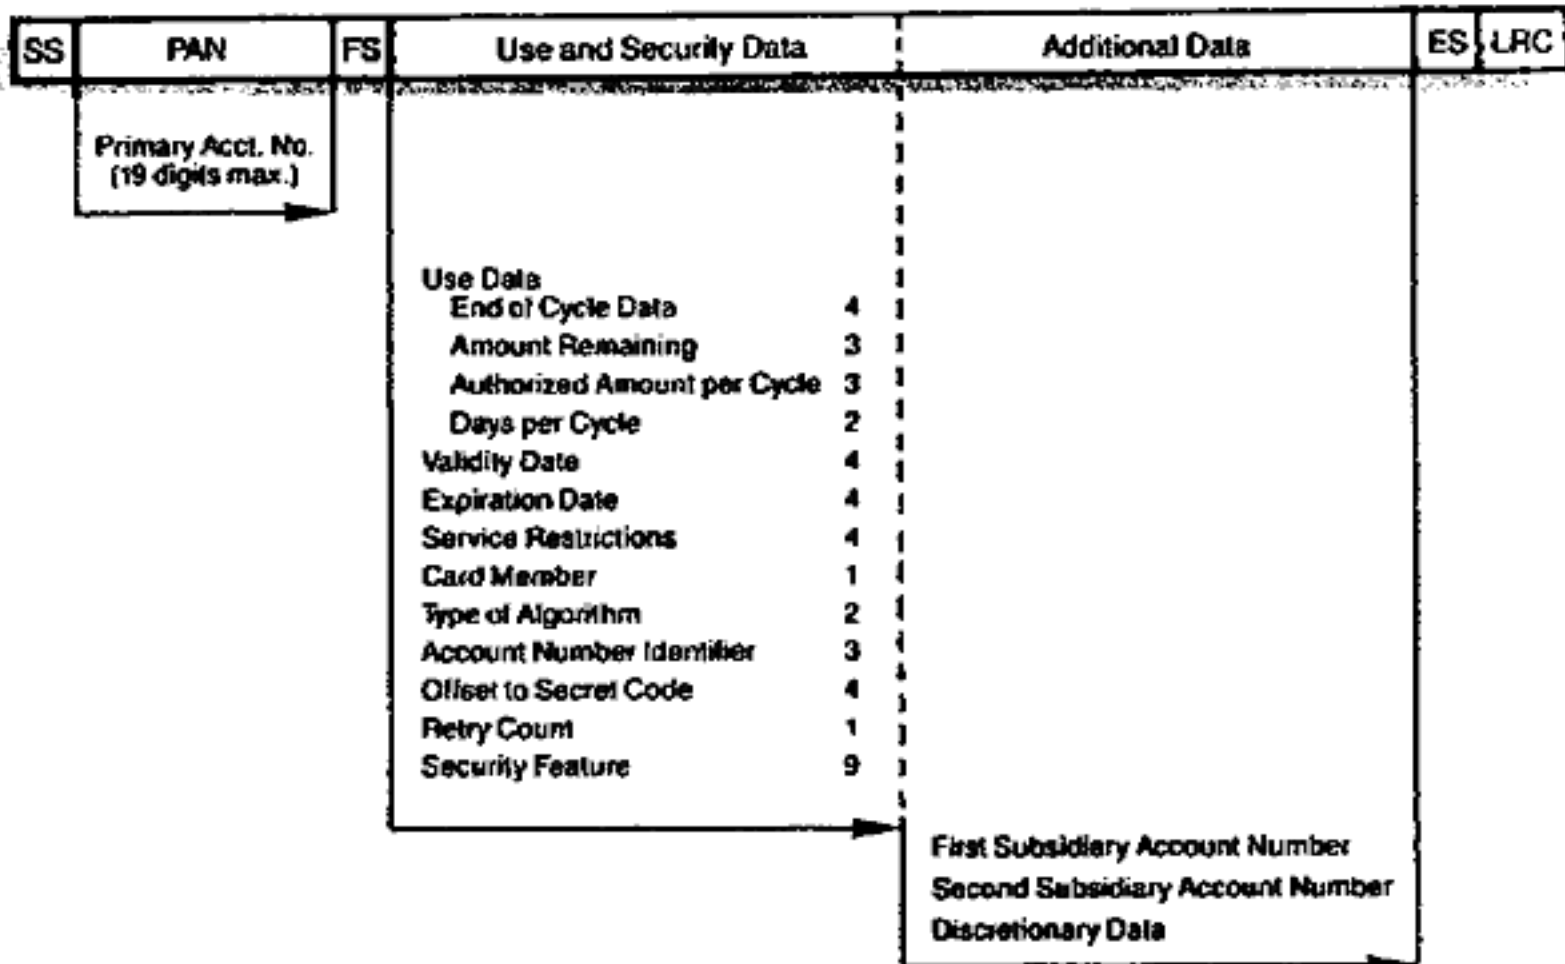 SS PAN FS Use and Security Data Additional Data ES LRC
Primary Acct. No.
(19 digits max.)
Use Data
End of Cycle Data 4
Amount Remaining 3
Authorized Amount per Cycle 3
Days per Cycle 2
Validity Date 4
Expiration Date 4
Service Restrictions 4
Card Member 1
Type of Algorithm 2
Account Number Identifier 3
Offset to Secret Code 4
Retry Count 1
Security Feature 9
First Subsidiary Account Number
Second Subsidiary Account Number
Discretionary Data